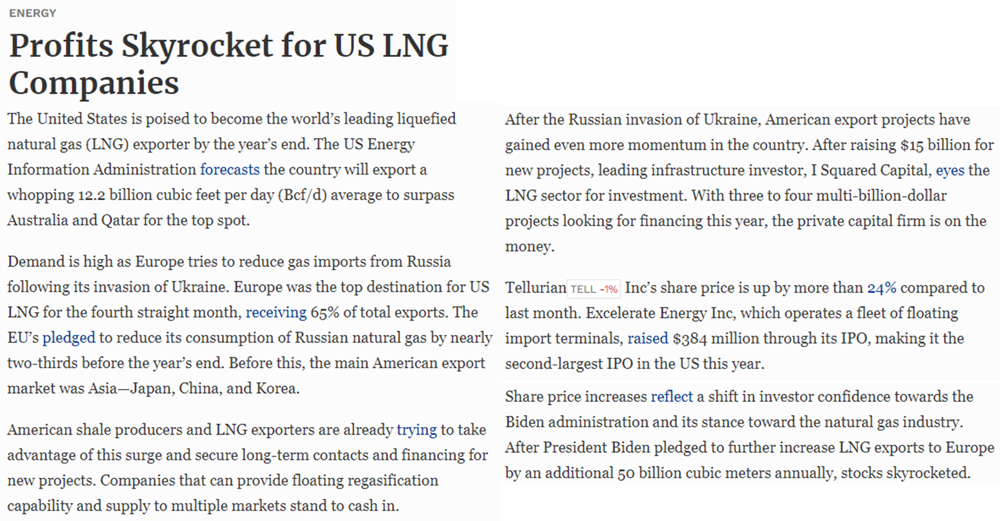 ENERGY
Profits Skyrocket for US LNG
Companies
The United States is poised to become the world’s leading liquefied
natural gas (LNG) exporter by the year’s end. The US Energy
Information Administration forecasts the country will export a
whopping 12.2 billion cubic feet per day (Bcf/d) average to surpass
Australia and Qatar for the top spot.
Demand is high as Europe tries to reduce gas imports from Russia
following its invasion of Ukraine. Europe was the top destination for US
LNG for the fourth straight month, receiving 65% of total exports. The
EU’s pledged to reduce its consumption of Russian natural gas by nearly
two-thirds before the year’s end. Before this, the main American export
market was Asia—Japan, China, and Korea.
American shale producers and LNG exporters are already trying to take
advantage of this surge and secure long-term contacts and financing for
new projects. Companies that can provide floating regasification
capability and supply to multiple markets stand to cash in.
After the Russian invasion of Ukraine, American export projects have
gained even more momentum in the country. After raising $15 billion for
new projects, leading infrastructure investor, I Squared Capital, eyes the
LNG sector for investment. With three to four multi-billion-dollar
projects looking for financing this year, the private capital firm is on the
money.
Tellurian TELL -1% Inc’s share price is up by more than 24% compared to
last month. Excelerate Energy Inc, which operates a fleet of floating
import terminals, raised $384 million through its IPO, making it the
second-largest IPO in the US this year.
Share price increases reflect a shift in investor confidence towards the
Biden administration and its stance toward the natural gas industry.
After President Biden pledged to further increase LNG exports to Europe
by an additional 50 billion cubic meters annually, stocks skyrocketed.